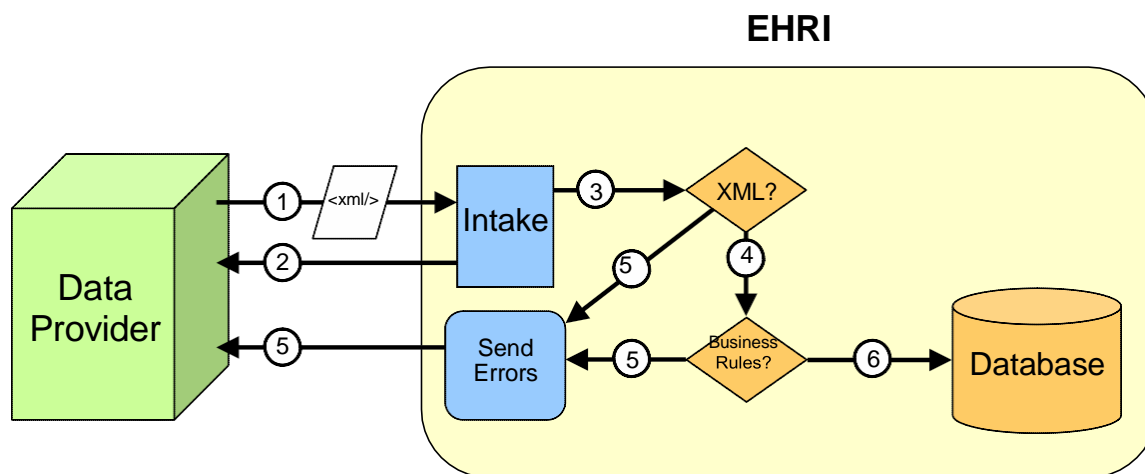 EHRI
1
<xml/>
3
XML?
Intake
2
5
4
Data
Provider
5
Send
Errors
5
Business
Rules?
6
Database